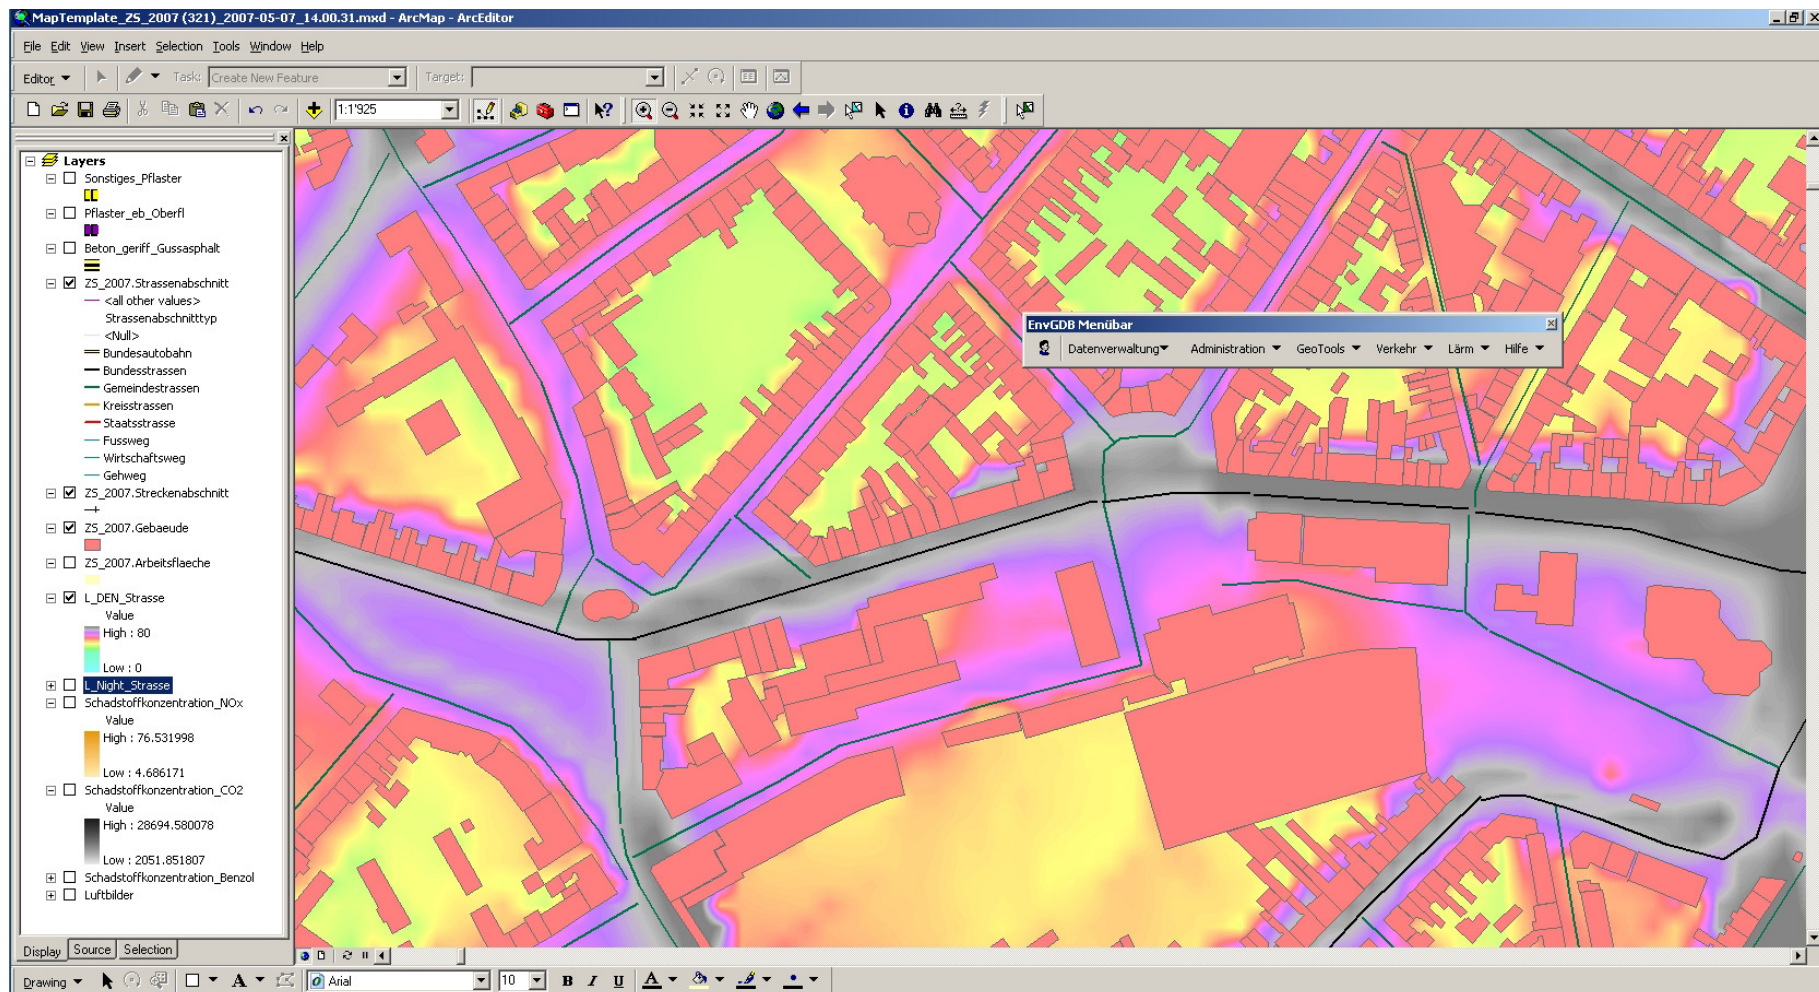 MapTemplate_ZS_2007 (321)_2007-05-07_14.00.31.mxd - ArcMap - ArcEditor
File Edit View Insert Selection Tools Window Help
Editor Task: Create New Feature Target:
1:1'925
Layers
Sonstiges_Pflaster
Pflaster_eb_Oberfl
Beton_geriff_Gussasphalt
ZS_2007.Strassenabschnitt
<all other values>
Strassenabschnitttyp
<Null>
Bundesautobahn
Bundesstrassen
Gemeindestrassen
Kreisstrassen
Staatsstrasse
Fussweg
Wirtschaftsweg
Gehweg
ZS_2007.Streckenabschnitt
ZS_2007.Gebaeude
ZS_2007.Arbeitsflaeche
L_DEN_Strasse
Value
High : 80
Low : 0
L_Night_Strasse
Schadstoffkonzentration_NOx
Value
High : 76.531998
Low : 4.686171
Schadstoffkonzentration_CO2
Value
High : 28694.580078
Low : 2051.851807
Schadstoffkonzentration_Benzol
Luftbilder
Display Source Selection
EnvGDB Menübar
Datenverwaltung Administration GeoTools Verkehr Lärm Hilfe
Drawing A Arial 10 B I U A